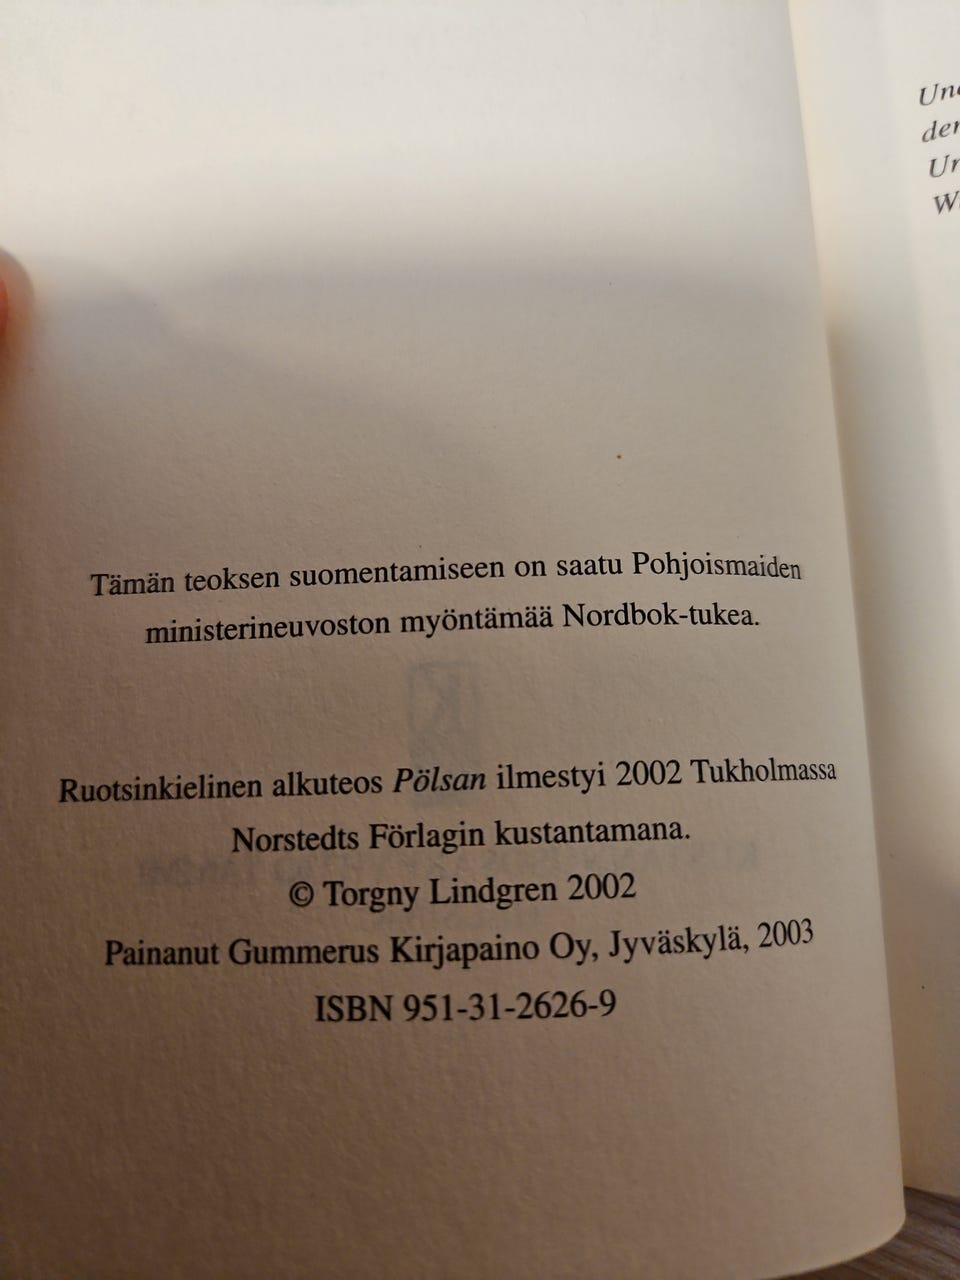 Tämän teoksen suomentamiseen on saatu Pohjoismaiden
ministerineuvoston myöntämää Nordbok-tukea.
Ruotsinkielinen alkuteos Pölsan ilmestyi 2002 Tukholmassa
Norstedts Förlagin kustantamana.
© Torgny Lindgren 2002
Painanut Gummerus Kirjapaino Oy, Jyväskylä, 2003
ISBN 951-31-2626-9